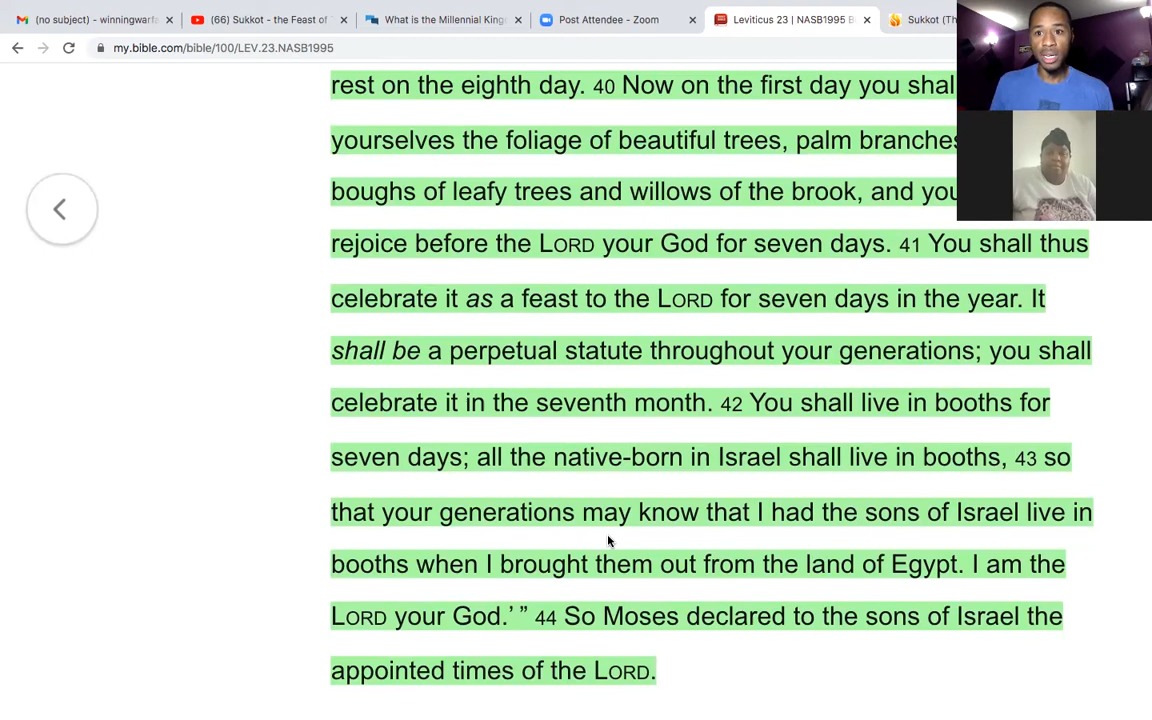 (no subject) - winningwarfa
(66) Sukkot - the Feast of
What is the Millennial King
Post Attendee - Zoom
Leviticus 23 | NASB1995 B
Sukkot (Th
my.bible.com/bible/100/LEV.23.NASB1995
rest on the eighth day. 40 Now on the first day you shal
yourselves the foliage of beautiful trees, palm branches
boughs of leafy trees and willows of the brook, and you
rejoice before the LORD your God for seven days. 41 You shall thus
celebrate it as a feast to the LORD for seven days in the year. It
shall be a perpetual statute throughout your generations; you shall
celebrate it in the seventh month. 42 You shall live in booths for
seven days; all the native-born in Israel shall live in booths, 43 so
that your generations may know that I had the sons of Israel live in
booths when I brought them out from the land of Egypt. I am the
LORD your God.’ ” 44 So Moses declared to the sons of Israel the
appointed times of the LORD.